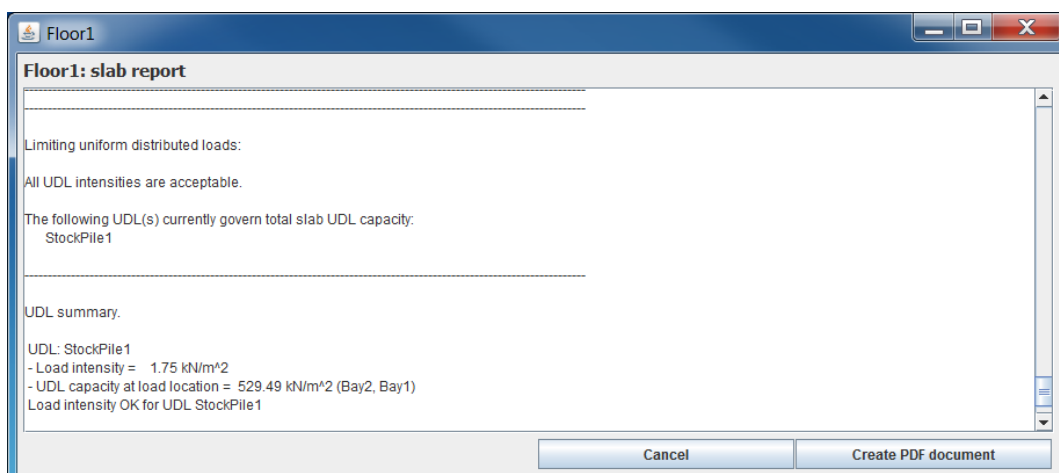 Floor1
Floor1: slab report
Limiting uniform distributed loads:
All UDL intensities are acceptable.
The following UDL(s) currently govern total slab UDL capacity:
StockPile1
UDL summary.
UDL: StockPile1
- Load intensity = 1.75 kN/m^2
- UDL capacity at load location = 529.49 kN/m^2 (Bay2, Bay1)
Load intensity OK for UDL StockPile1
Cancel Create PDF document